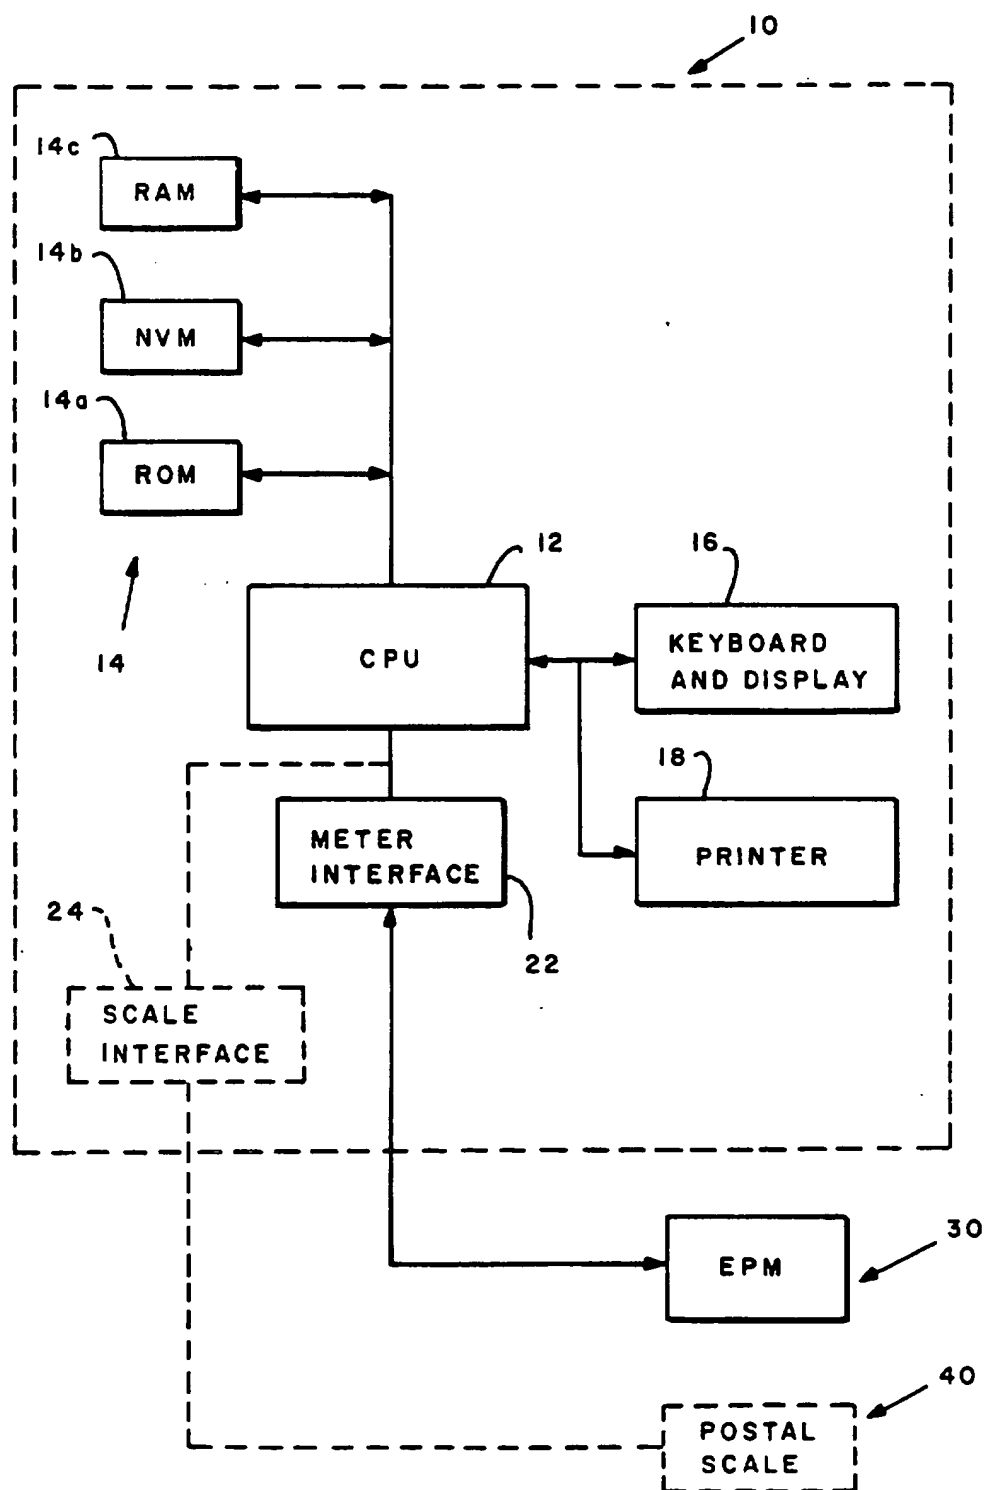 10
14c
RAM
14b
NVM
14a
ROM
14
12
CPU
16
KEYBOARD
AND DISPLAY
18
PRINTER
METER
INTERFACE
22
24
SCALE
INTERFACE
EPM
30
40
POSTAL
SCALE